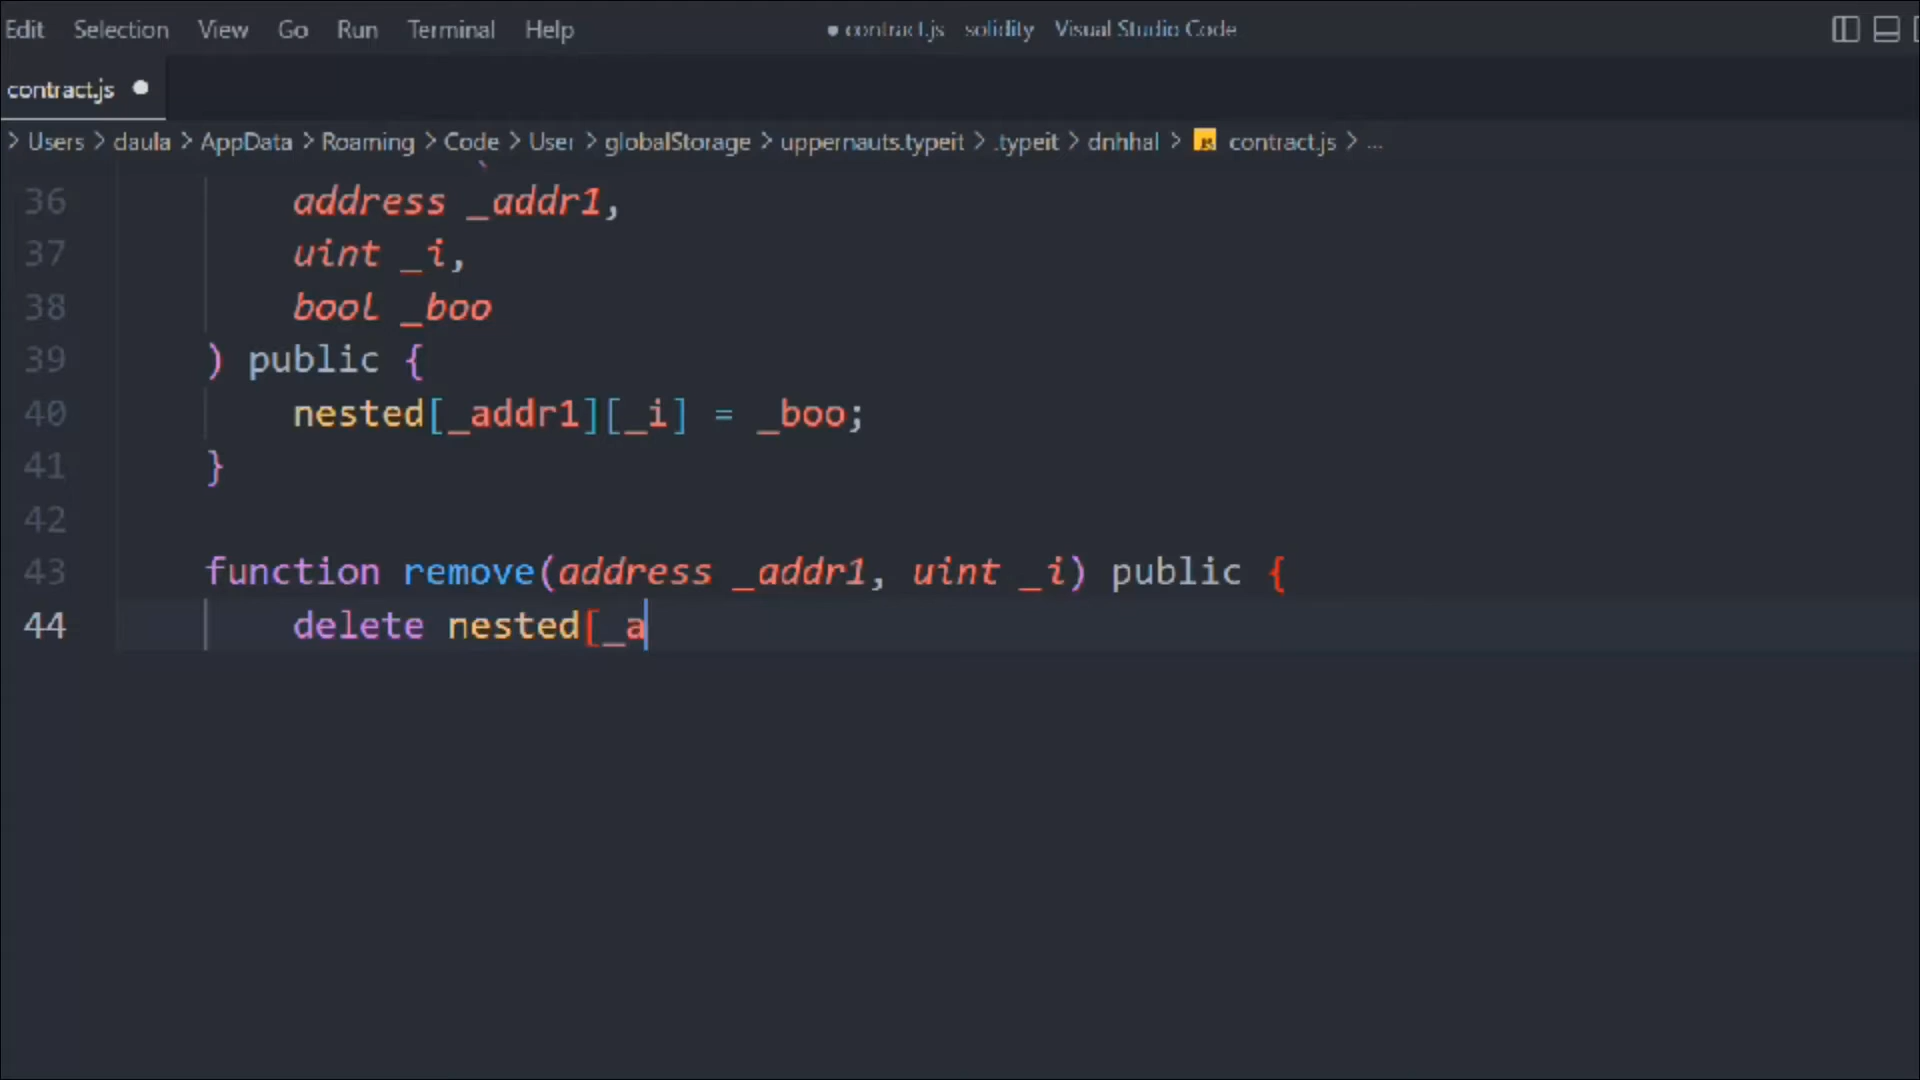 Edit Selection View Go Run Terminal Help ● contract.js solidity Visual Studio Code
contract.js ●
> Users > daula > AppData > Roaming > Code > User > globalStorage > uppernauts.typeit > .typeit > dnhhal > contract.js > ...
36 address _addr1,
37 uint _i,
38 bool _boo
39 ) public {
40 nested[_addr1][_i] = _boo;
41 }
42
43 function remove(address _addr1, uint _i) public {
44 delete nested[_a